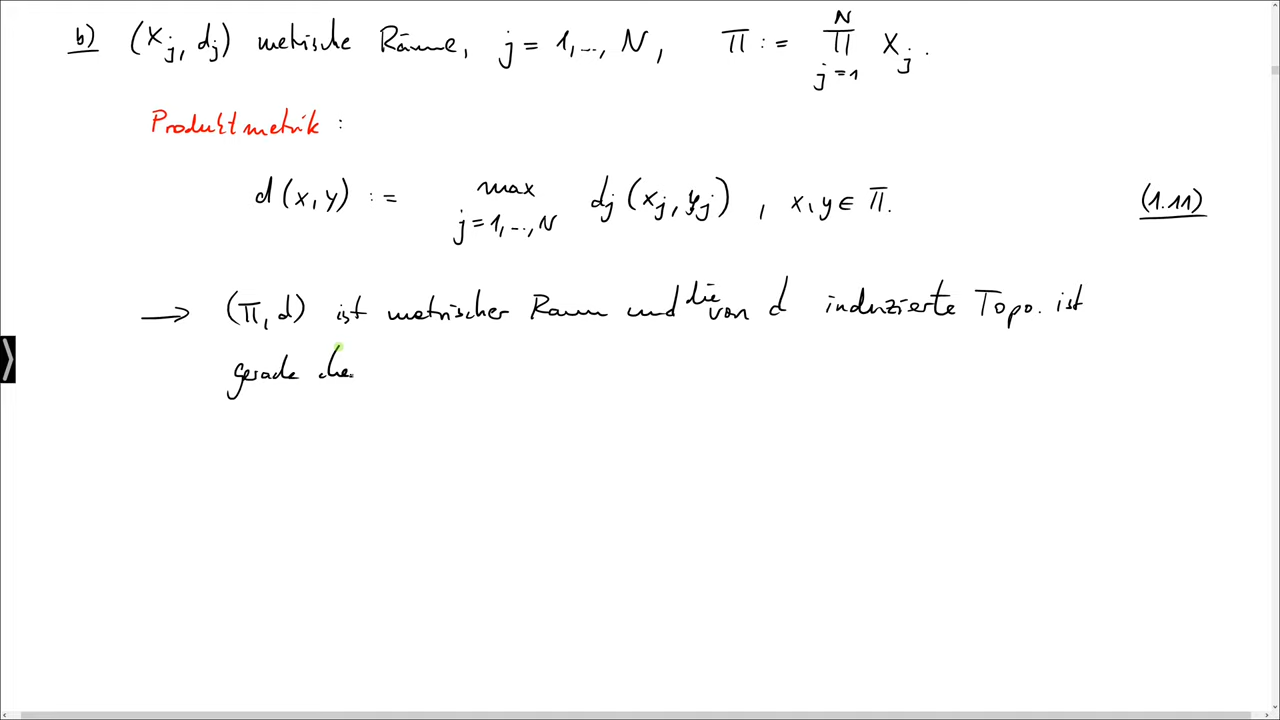 b) (X_j, d_j) metrische Räume, j = 1,..., N, Π := ∏_{j=1}^{N} X_j.
Produktmetrik :
d(x,y) := max_{j=1,...,N} d_j(x_j, y_j), x,y ∈ Π. (1.11)
→ (Π, d) ist metrischer Raum und die von d induzierte Topo. ist
gerade die